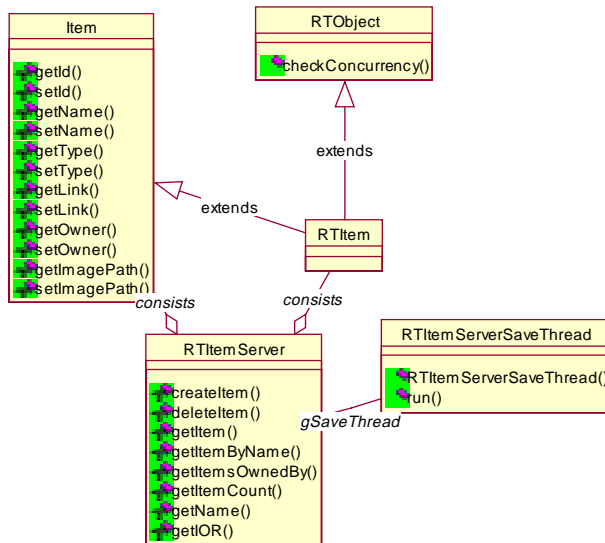 Item
getId()
setId()
getName()
setName()
getType()
setType()
getLink()
setLink()
getOwner()
setOwner()
getImagePath()
setImagePath()
RTObject
checkConcurrency()
extends
extends
RTItem
consists
consists
RTItemServer
createItem()
deleteItem()
getItem()
getItemByName()
getItemsOwnedBy()
getItemCount()
getName()
getIOR()
RTItemServerSaveThread
RTItemServerSaveThread()
run()
gSaveThread